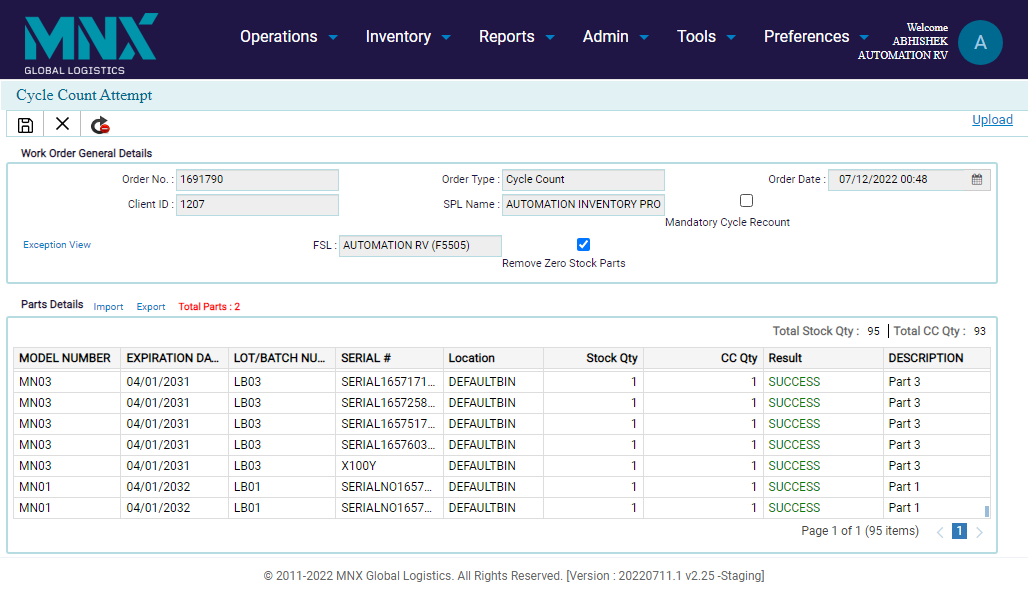 MNX
GLOBAL LOGISTICS
Operations Inventory Reports Admin Tools Preferences
Welcome
ABHISHEK
AUTOMATION RV
A
Cycle Count Attempt
Upload
Work Order General Details
Order No. : 1691790 Order Type : Cycle Count Order Date : 07/12/2022 00:48
Client ID : 1207 SPL Name : AUTOMATION INVENTORY PRO
Mandatory Cycle Recount
Exception View FSL : AUTOMATION RV (F5505)
Remove Zero Stock Parts
Parts Details Import Export Total Parts : 2
Total Stock Qty : 95 Total CC Qty : 93
MODEL NUMBER EXPIRATION DA... LOT/BATCH NU... SERIAL # Location Stock Qty CC Qty Result DESCRIPTION
MN03 04/01/2031 LB03 SERIAL1657171... DEFAULTBIN 1 1 SUCCESS Part 3
MN03 04/01/2031 LB03 SERIAL1657258... DEFAULTBIN 1 1 SUCCESS Part 3
MN03 04/01/2031 LB03 SERIAL1657517... DEFAULTBIN 1 1 SUCCESS Part 3
MN03 04/01/2031 LB03 SERIAL1657603... DEFAULTBIN 1 1 SUCCESS Part 3
MN03 04/01/2031 LB03 X100Y DEFAULTBIN 1 1 SUCCESS Part 3
MN01 04/01/2032 LB01 SERIALNO1657... DEFAULTBIN 1 1 SUCCESS Part 1
MN01 04/01/2032 LB01 SERIALNO1657... DEFAULTBIN 1 1 SUCCESS Part 1
Page 1 of 1 (95 items) 1
© 2011-2022 MNX Global Logistics. All Rights Reserved. [Version : 20220711.1 v2.25 -Staging]